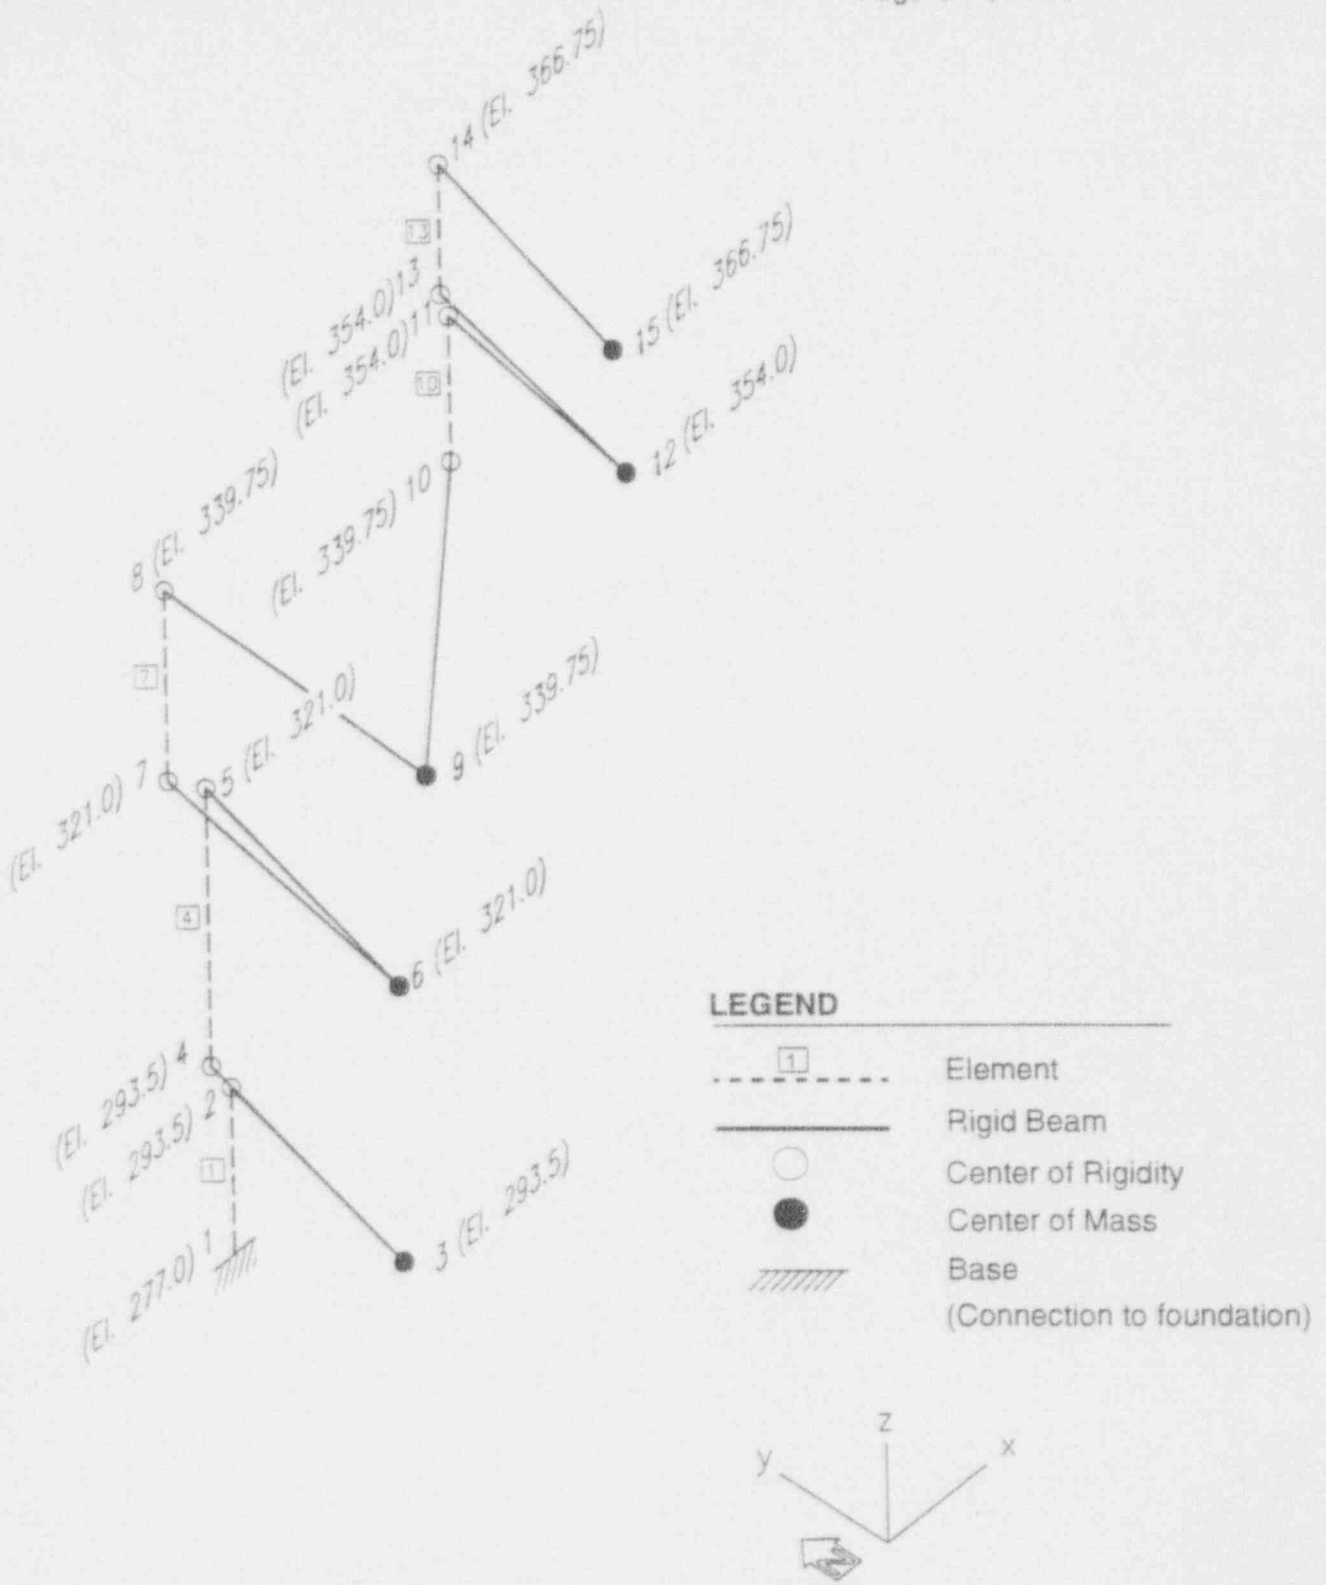 14 (El. 366.75)
13
(El. 354.0)13
(El. 354.0)11
15 (El. 366.75)
10
12 (El. 354.0)
(El. 339.75) 10
8 (El. 339.75)
7
5 (El. 321.0)
9 (El. 339.75)
(El. 321.0) 7
4
6 (El. 321.0)
(El. 293.5) 4
(El. 293.5) 2
1
3 (El. 293.5)
(El. 277.0) 1
LEGEND
1
Element
Rigid Beam
Center of Rigidity
Center of Mass
Base
(Connection to foundation)
z
y
x
N